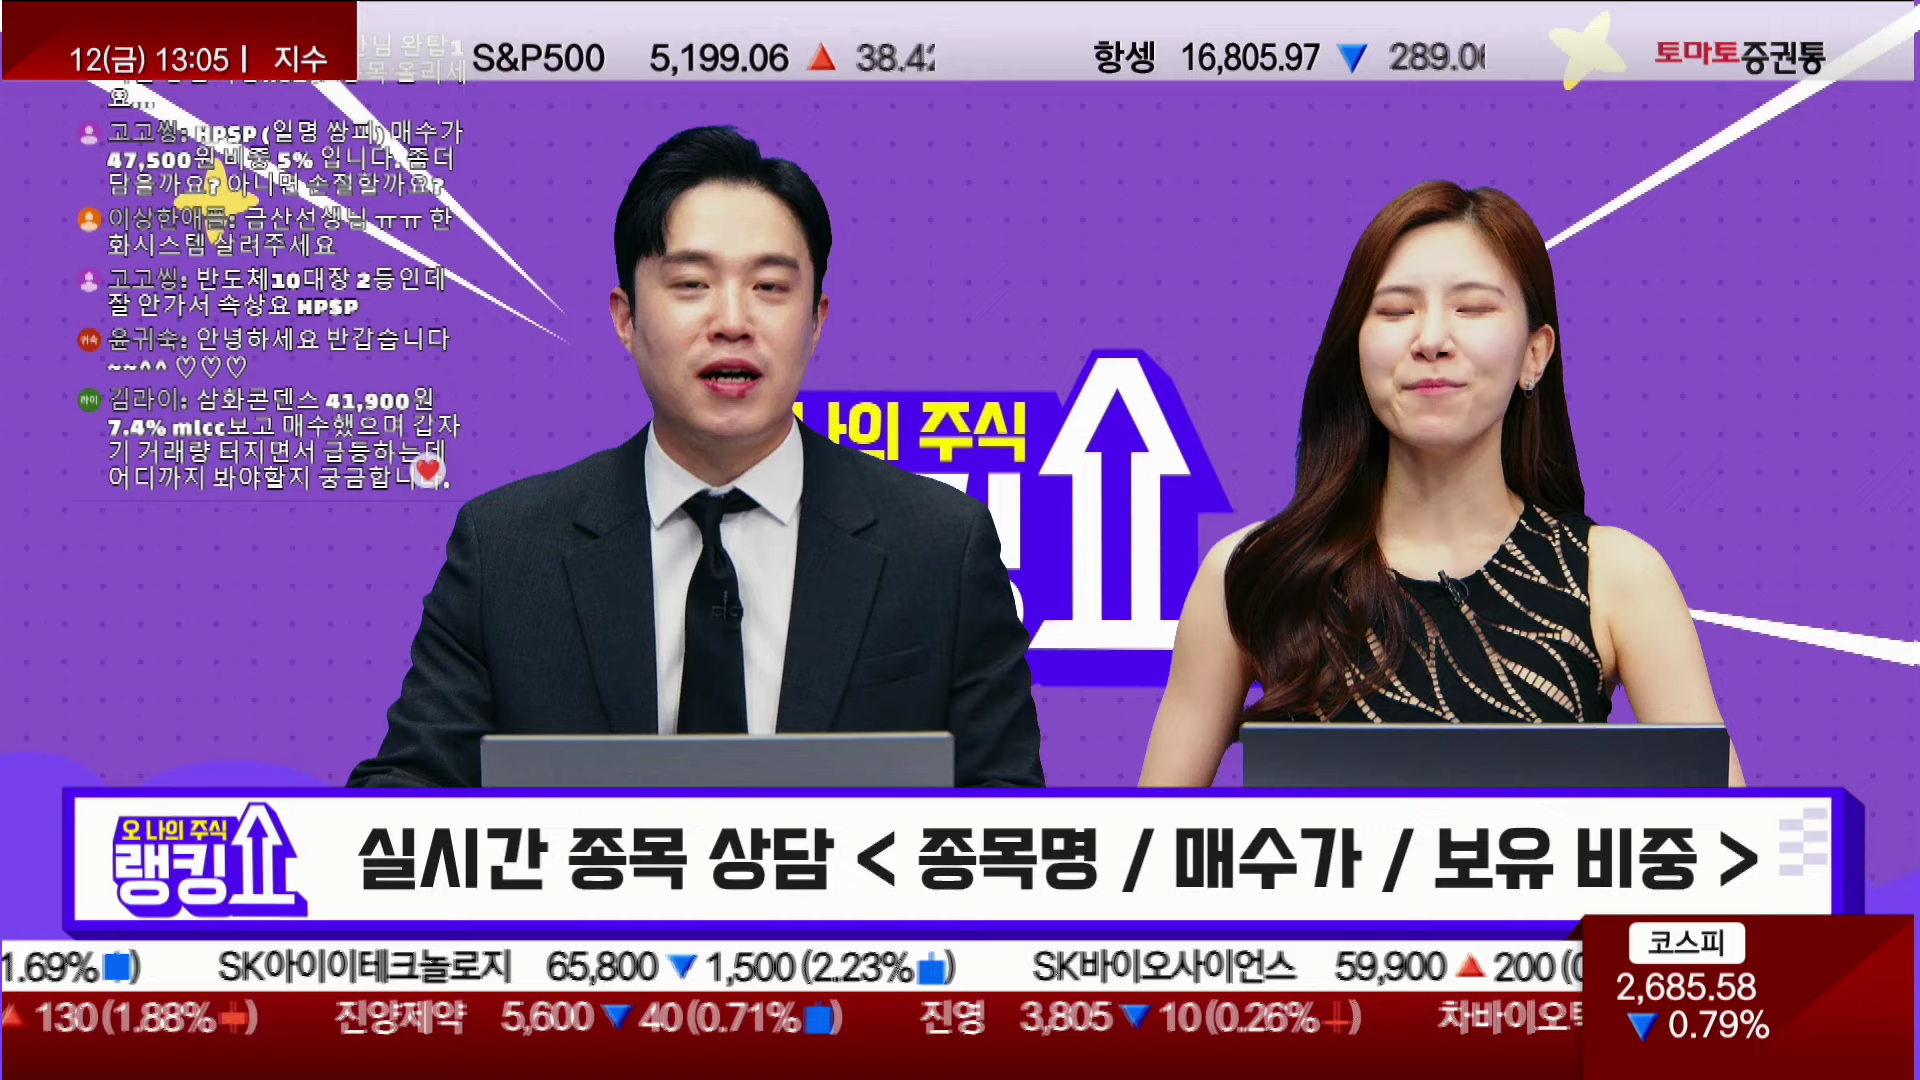 12(금) 13:05 | 지수
S&P500 5,199.06 ▲ 38.42
항셍 16,805.97 ▼ 289.0
토마토증권통
요...
고고씽: HPSP (일명 쌍피) 매수가
47,500원 비중 5% 입니다. 좀더
담을까요? 아니면 손절할까요?
이상한애플: 금산선생님 ㅠㅠ 한
화시스템 살려주세요
고고씽: 반도체10대장 2등인데
잘 안가서 속상요 HPSP
귀숙 윤귀숙: 안녕하세요 반갑습니다
~~^^ ♡♡♡
라이 김라이: 삼화콘덴스 41,900원
7.4% mlcc보고 매수했으며 갑자
기 거래량 터지면서 급등하는데
어디까지 봐야할지 궁금합니다.
나의 주식
오 나의 주식
랭킹쇼
실시간 종목 상담 < 종목명 / 매수가 / 보유 비중 >
1.69% ) SK아이이테크놀로지 65,800 ▼ 1,500 (2.23% ) SK바이오사이언스 59,900 ▲ 200 (
▲ 130 (1.88% ) 진양제약 5,600 ▼ 40 (0.71% ) 진영 3,805 ▼ 10 (0.26% ) 차바이오
코스피
2,685.58
▼ 0.79%